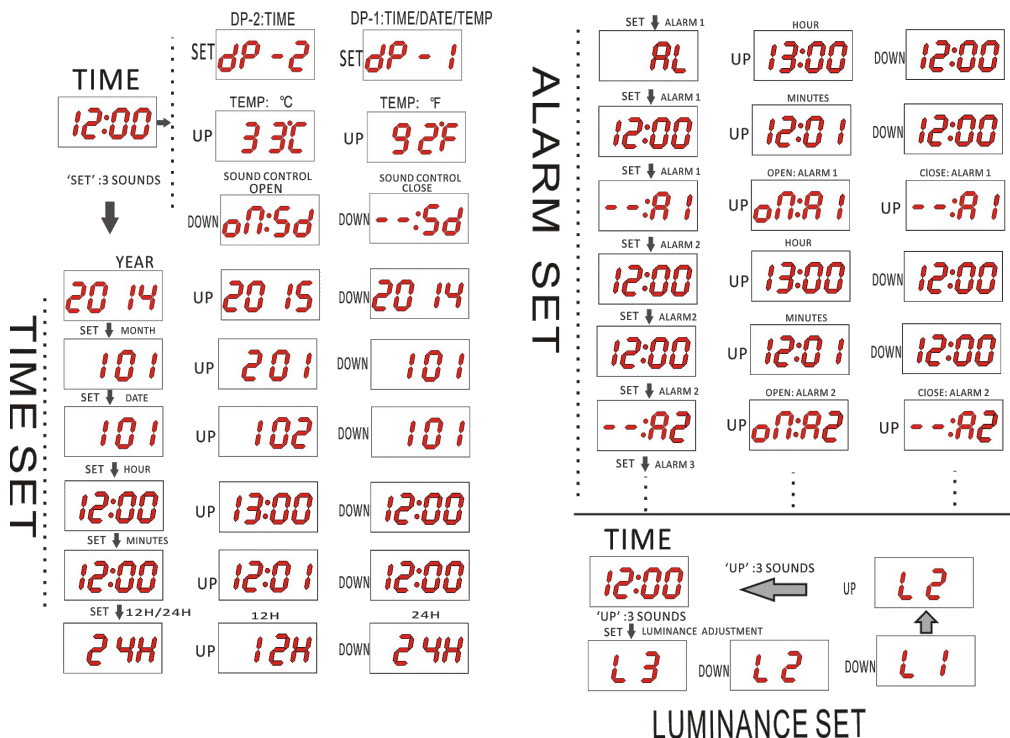 DP-2:TIME DP-1:TIME/DATE/TEMP
SET dP-2 SET dP-1
TIME
12:00
TEMP: °C TEMP: °F
UP 33°C UP 92°F
'SET' :3 SOUNDS
SOUND CONTROL OPEN SOUND CONTROL CLOSE
DOWN on:Sd DOWN --:Sd
TIME SET
YEAR
20 14 UP 20 15 DOWN 20 14
SET MONTH
101 UP 201 DOWN 101
SET DATE
101 UP 102 DOWN 101
SET HOUR
12:00 UP 13:00 DOWN 12:00
SET MINUTES
12:00 UP 12:01 DOWN 12:00
SET 12H/24H 12H 24H
24H UP 12H DOWN 24H
ALARM SET
SET ALARM 1 HOUR
AL UP 13:00 DOWN 12:00
SET ALARM 1 MINUTES
12:00 UP 12:01 DOWN 12:00
SET ALARM 1 OPEN: ALARM 1 ClOSE: ALARM 1
--:A1 UP on:A1 UP --:A1
SET ALARM 2 HOUR
12:00 UP 13:00 DOWN 12:00
SET ALARM2 MINUTES
12:00 UP 12:01 DOWN 12:00
SET ALARM 2 OPEN: ALARM 2 ClOSE: ALARM 2
--:A2 UP on:A2 UP --:A2
SET ALARM 3
TIME
12:00 'UP' :3 SOUNDS UP L2
'UP' :3 SOUNDS
SET LUMINANCE ADJUSTMENT
L3 DOWN L2 DOWN L1
LUMINANCE SET